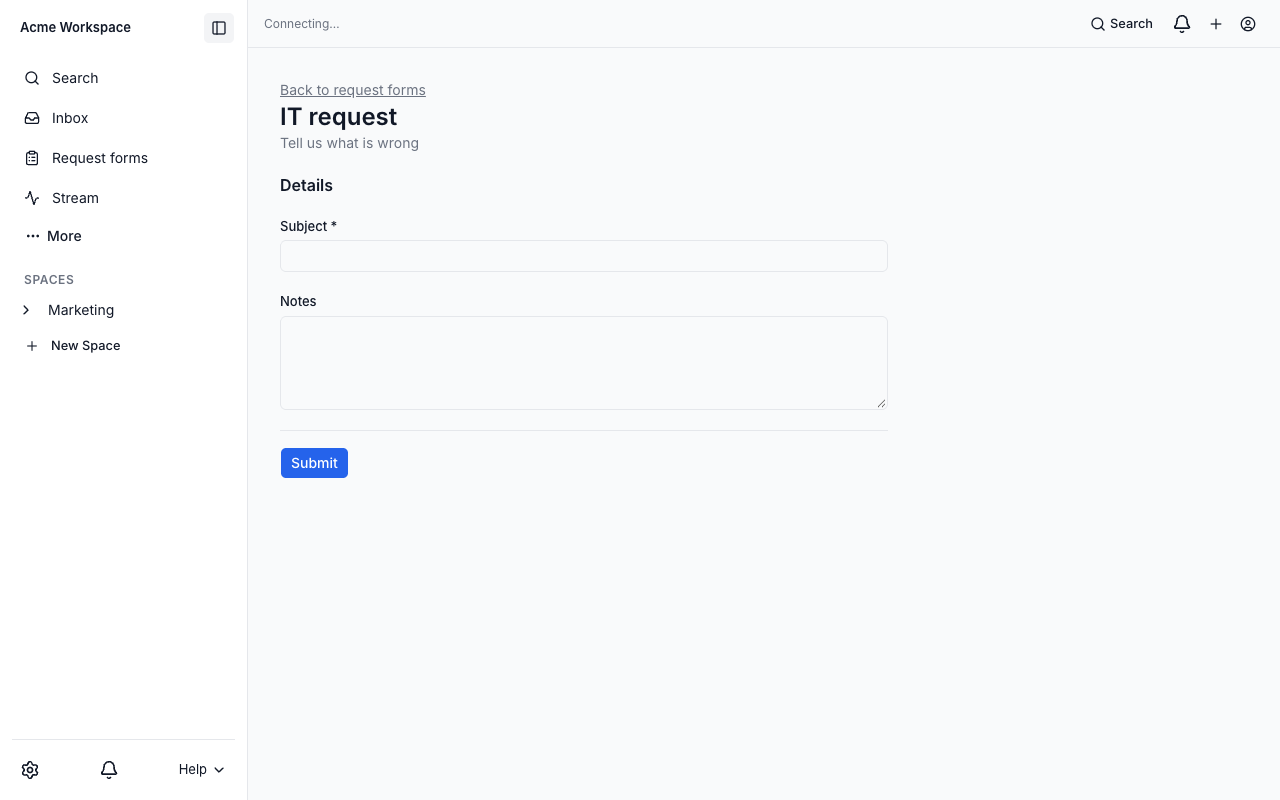 Acme Workspace
Search
Inbox
Request forms
Stream
More
SPACES
Marketing
New Space
Help
Connecting...
Search
Back to request forms
IT request
Tell us what is wrong
Details
Subject *
Notes
Submit